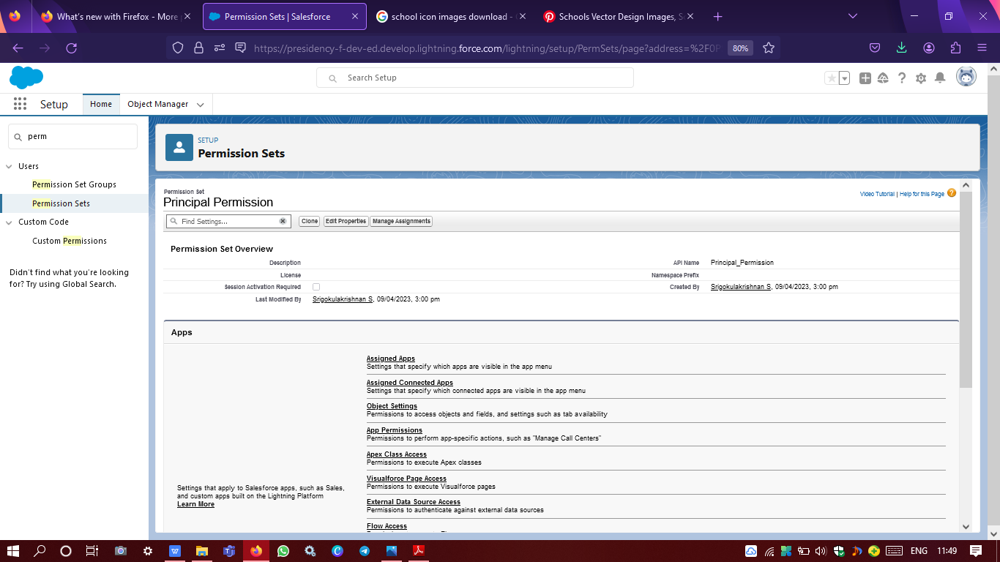 What's new with Firefox - More
Permission Sets | Salesforce
school icon images download -
Schools Vector Design Images, S
https://presidency-f-dev-ed.develop.lightning.force.com/lightning/setup/PermSets/page?address=%2F0P
80%
Search Setup
Setup
Home
Object Manager
perm
Users
Permission Set Groups
Permission Sets
Custom Code
Custom Permissions
Didn't find what you're looking
for? Try using Global Search.
SETUP
Permission Sets
Permission Set
Principal Permission
Video Tutorial | Help for this Page
Find Settings...
Clone
Edit Properties
Manage Assignments
Permission Set Overview
Description
API Name Principal_Permission
License
Namespace Prefix
Session Activation Required
Created By Srigokulakrishnan S, 09/04/2023, 3:00 pm
Last Modified By Srigokulakrishnan S, 09/04/2023, 3:00 pm
Apps
Settings that apply to Salesforce apps, such as Sales,
and custom apps built on the Lightning Platform
Learn More
Assigned Apps
Settings that specify which apps are visible in the app menu
Assigned Connected Apps
Settings that specify which connected apps are visible in the app menu
Object Settings
Permissions to access objects and fields, and settings such as tab availability
App Permissions
Permissions to perform app-specific actions, such as "Manage Call Centers"
Apex Class Access
Permissions to execute Apex classes
Visualforce Page Access
Permissions to execute Visualforce pages
External Data Source Access
Permissions to authenticate against external data sources
Flow Access
ENG
11:49